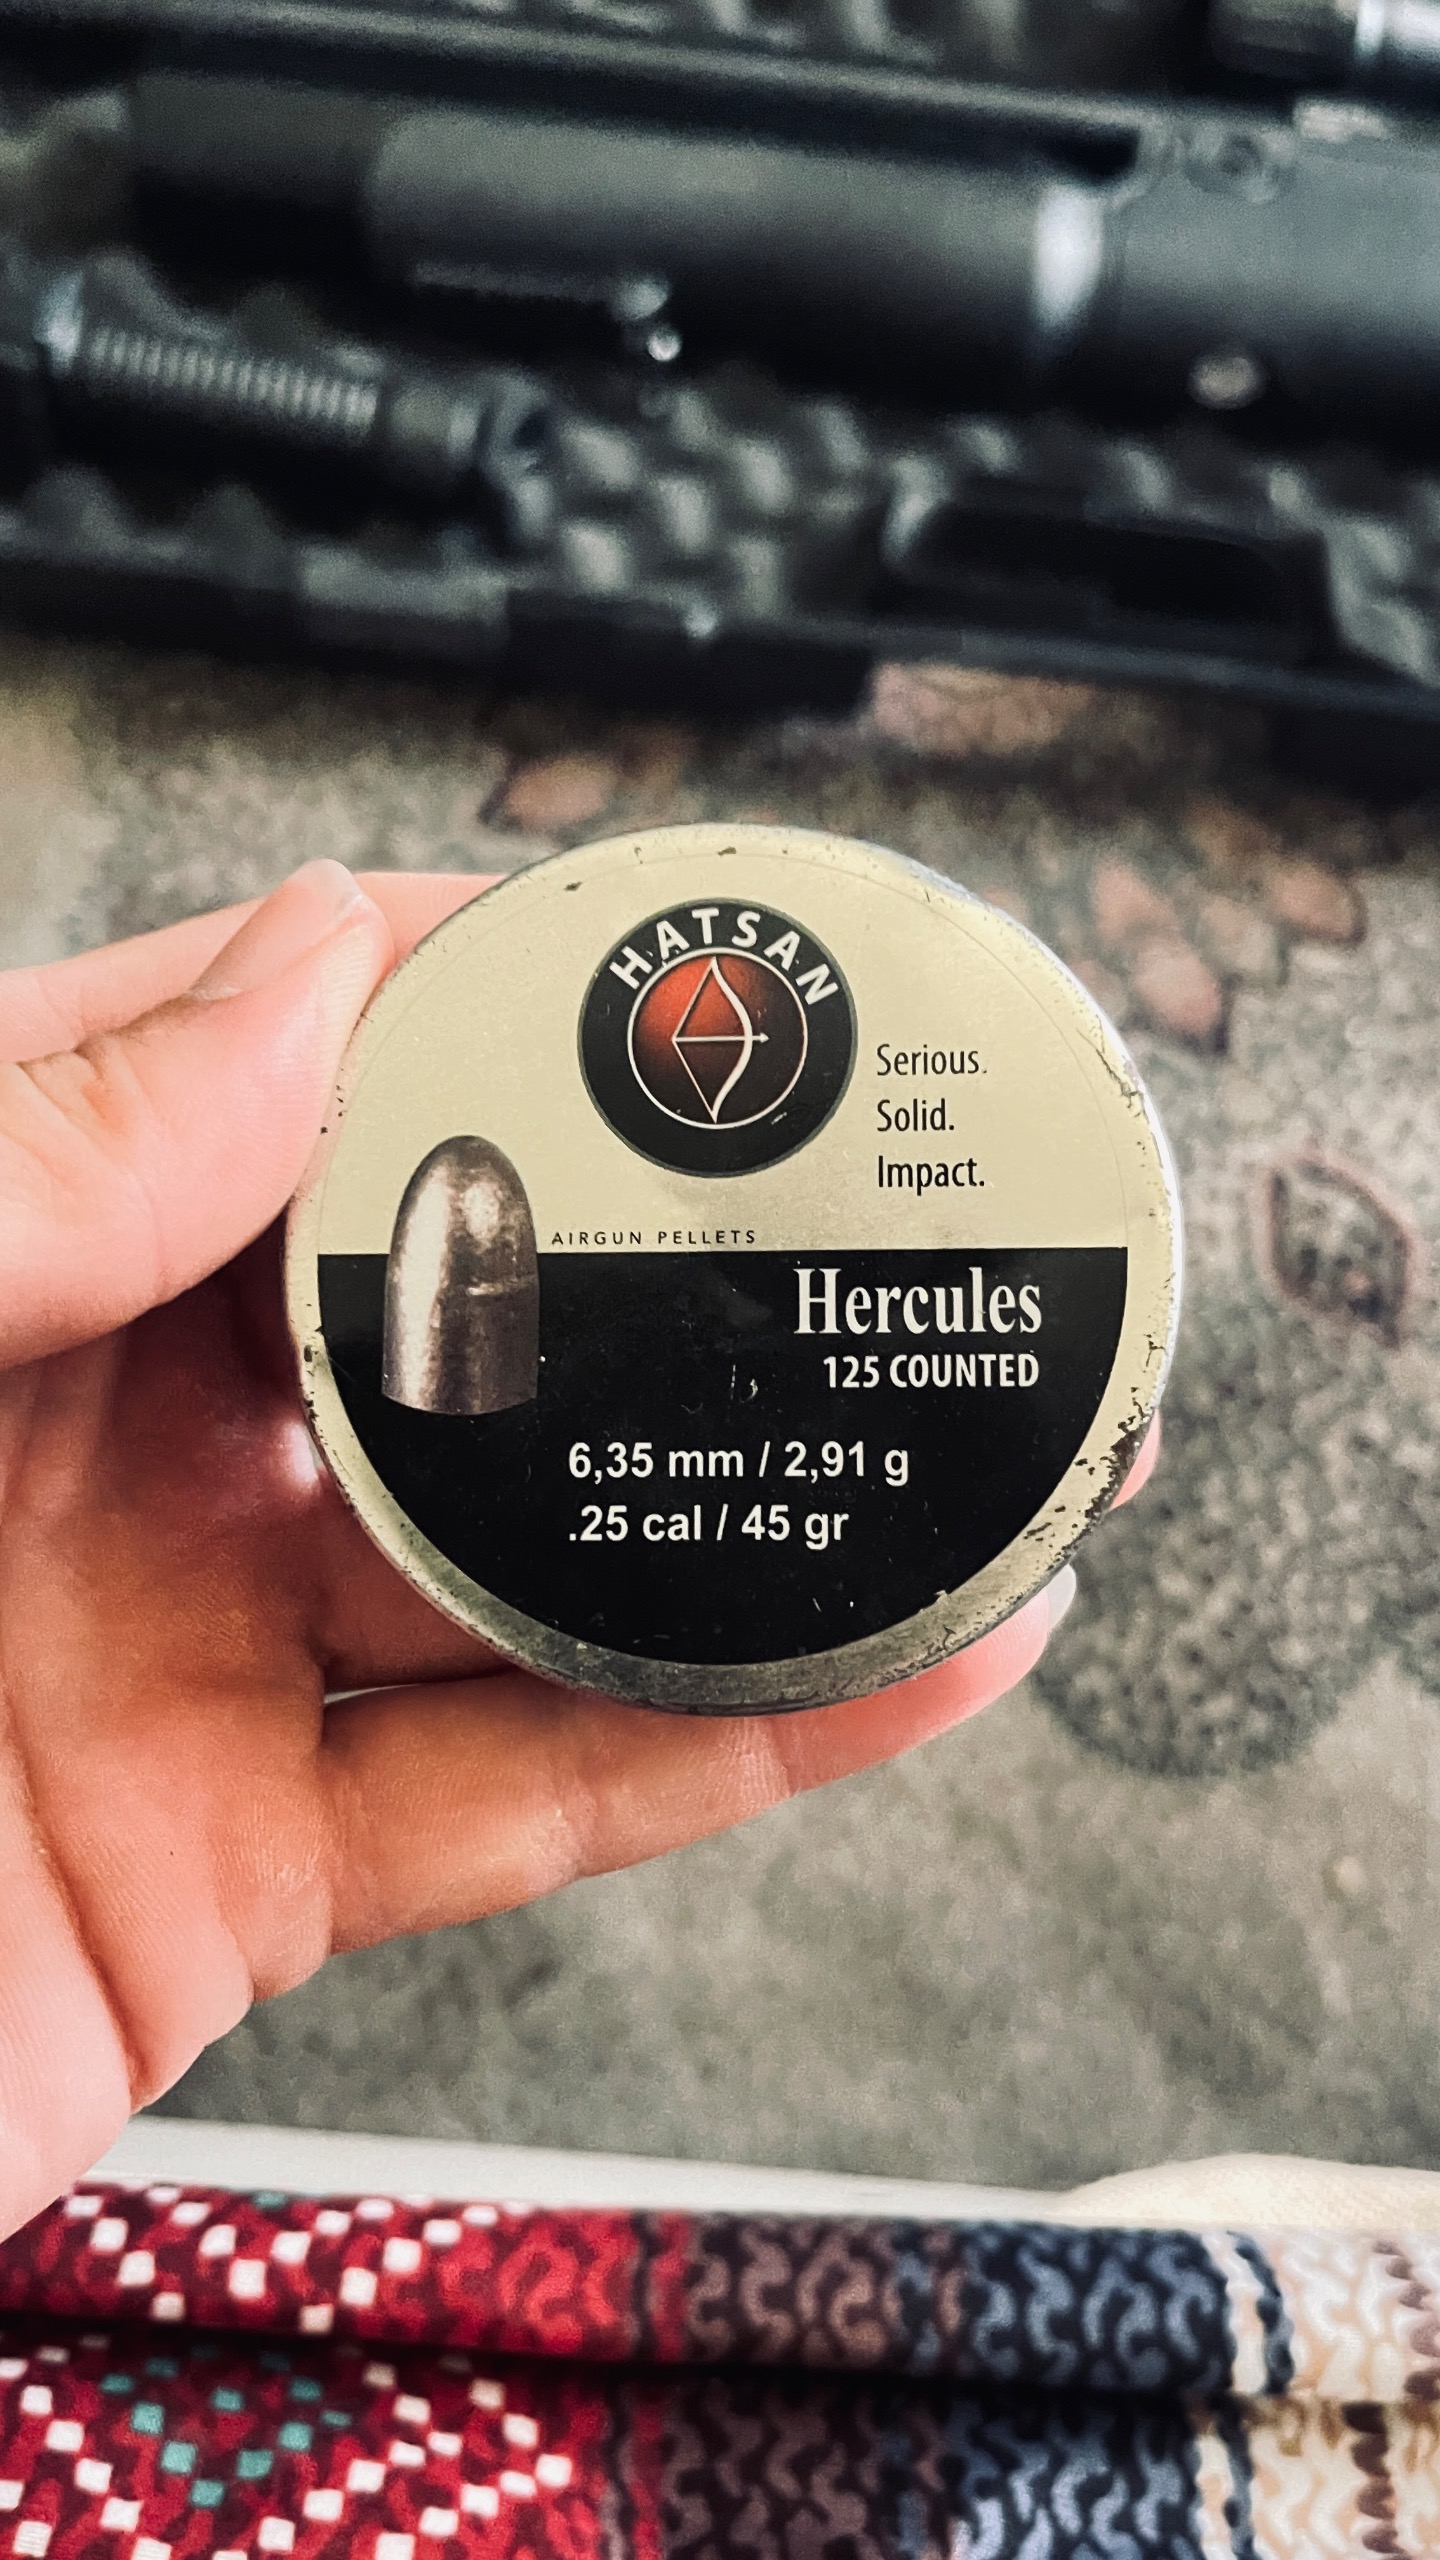 HATSAN
Serious.
Solid.
Impact.
AIRGUN PELLETS
Hercules
125 COUNTED
6,35 mm / 2,91 g
.25 cal / 45 gr